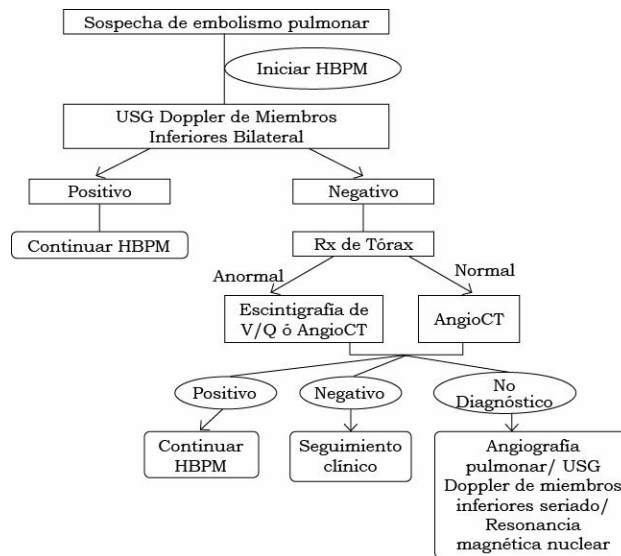 Sospecha de embolismo pulmonar
Iniciar HBPM
USG Doppler de Miembros
Inferiores Bilateral
Positivo
Negativo
Continuar HBPM
Rx de Tórax
Anormal
Normal
Escintigrafía de
V/Q ó AngioCT
AngioCT
Positivo
Negativo
No
Diagnóstico
Continuar
HBPM
Seguimiento
clínico
Angiografía
pulmonar/ USG
Doppler de miembros
inferiores seriado/
Resonancia
magnética nuclear